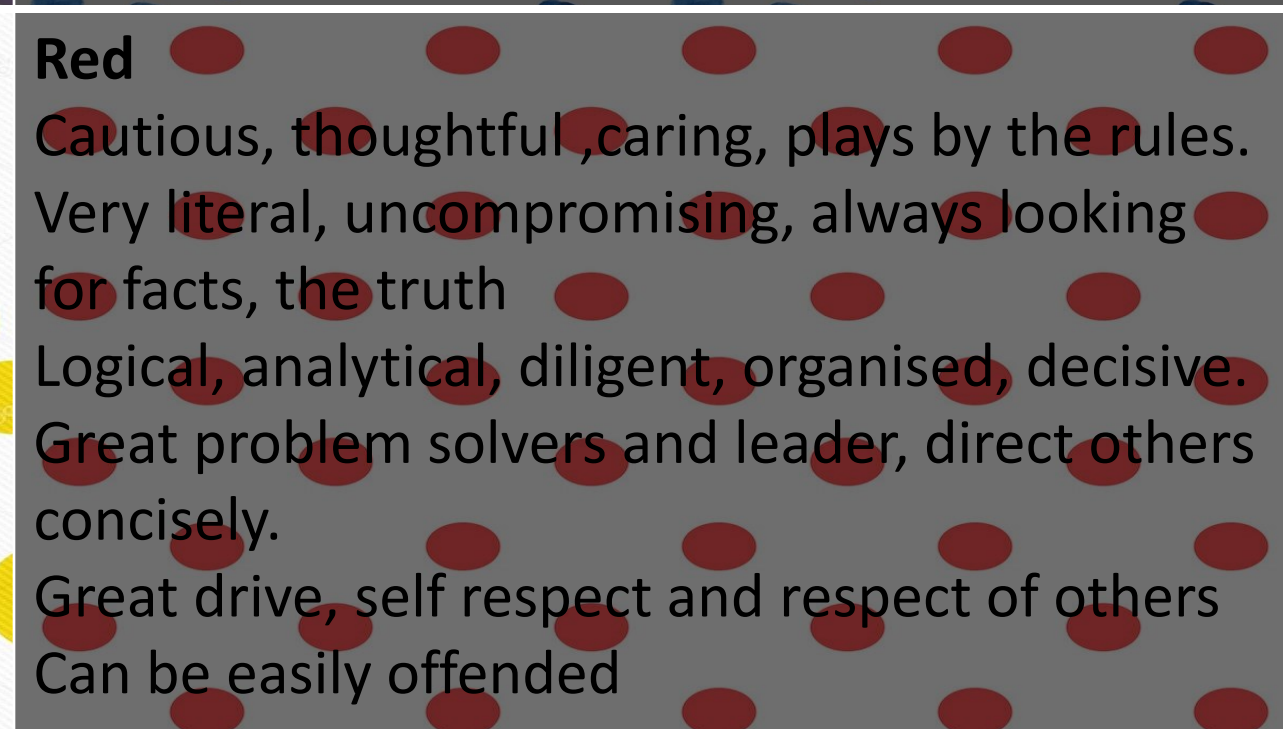 Red
Cautious, thoughtful ,caring, plays by the rules.
Very literal, uncompromising, always looking
for facts, the truth
Logical, analytical, diligent, organised, decisive.
Great problem solvers and leader, direct others
concisely.
Great drive, self respect and respect of others
Can be easily offended